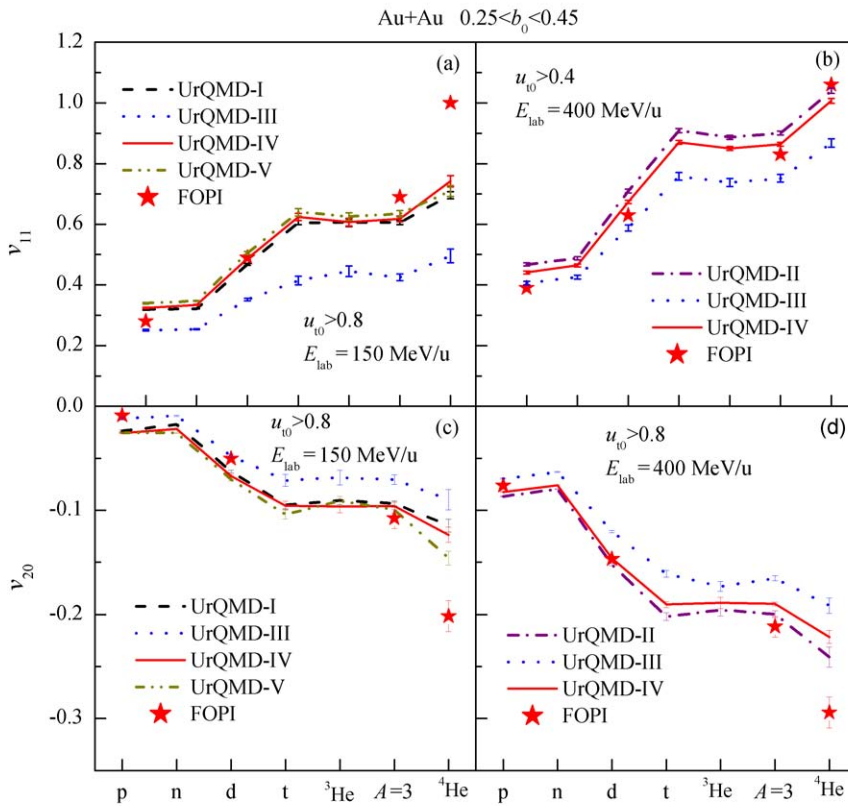 Au+Au 0.25<b₀<0.45
v₁₁
1.2
1.0
0.8
0.6
0.4
0.2
0.0
(a)
UrQMD-I
UrQMD-III
UrQMD-IV
UrQMD-V
FOPI
uₜ₀>0.8
E_lab=150 MeV/u
(b)
uₜ₀>0.4
E_lab=400 MeV/u
UrQMD-II
UrQMD-III
UrQMD-IV
FOPI
v₂₀
-0.1
-0.2
-0.3
(c)
uₜ₀>0.8
E_lab=150 MeV/u
UrQMD-I
UrQMD-III
UrQMD-IV
UrQMD-V
FOPI
(d)
uₜ₀>0.8
E_lab=400 MeV/u
UrQMD-II
UrQMD-III
UrQMD-IV
FOPI
p n d t ³He A=3 ⁴He
p n d t ³He A=3 ⁴He